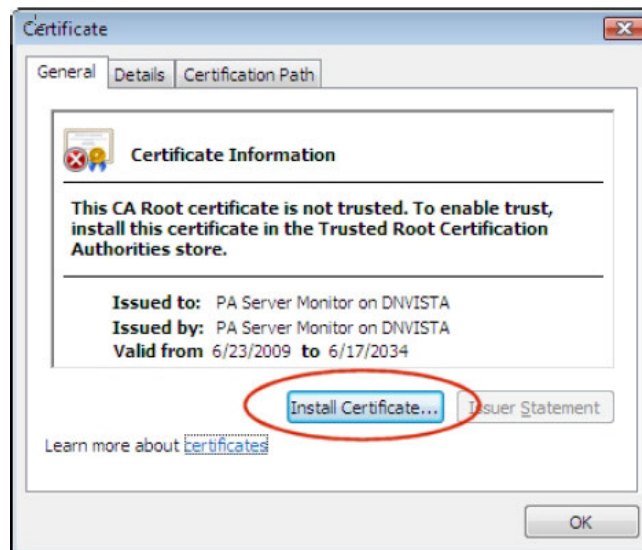 Certificate
General Details Certification Path
Certificate Information
This CA Root certificate is not trusted. To enable trust,
install this certificate in the Trusted Root Certification
Authorities store.
Issued to: PA Server Monitor on DNVISTA
Issued by: PA Server Monitor on DNVISTA
Valid from 6/23/2009 to 6/17/2034
Install Certificate... Issuer Statement
Learn more about certificates
OK